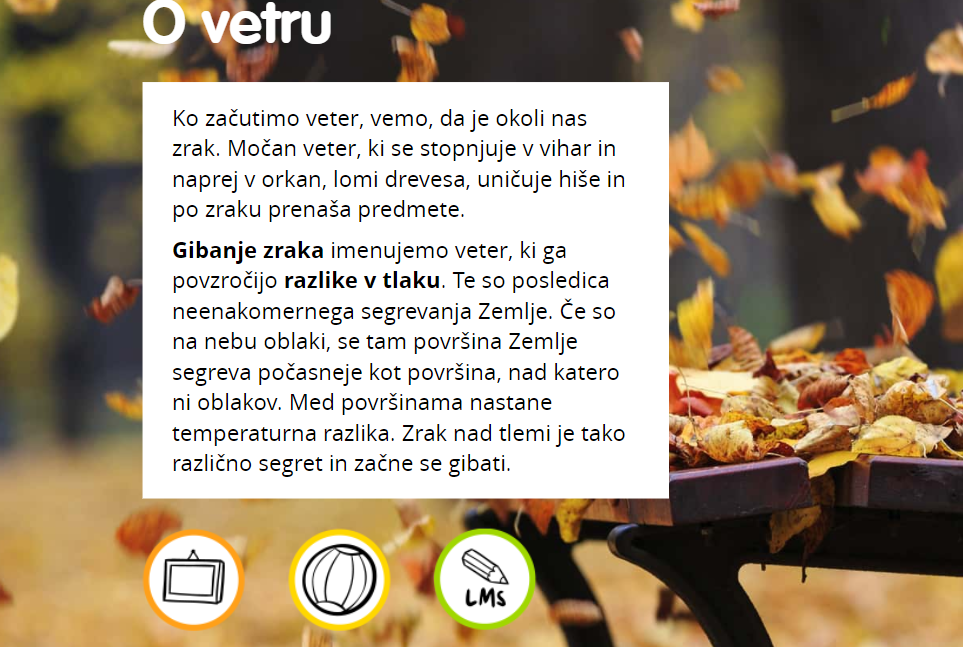 O vetru
Ko začutimo veter, vemo, da je okoli nas
zrak. Močan veter, ki se stopnjuje v vihar in
naprej v orkan, lomi drevesa, uničuje hiše in
po zraku prenaša predmete.
Gibanje zraka imenujemo veter, ki ga
povzročijo razlike v tlaku. Te so posledica
neenakomernega segrevanja Zemlje. Če so
na nebu oblaki, se tam površina Zemlje
segreva počasneje kot površina, nad katero
ni oblakov. Med površinama nastane
temperaturna razlika. Zrak nad tlemi je tako
različno segret in začne se gibati.
LMS